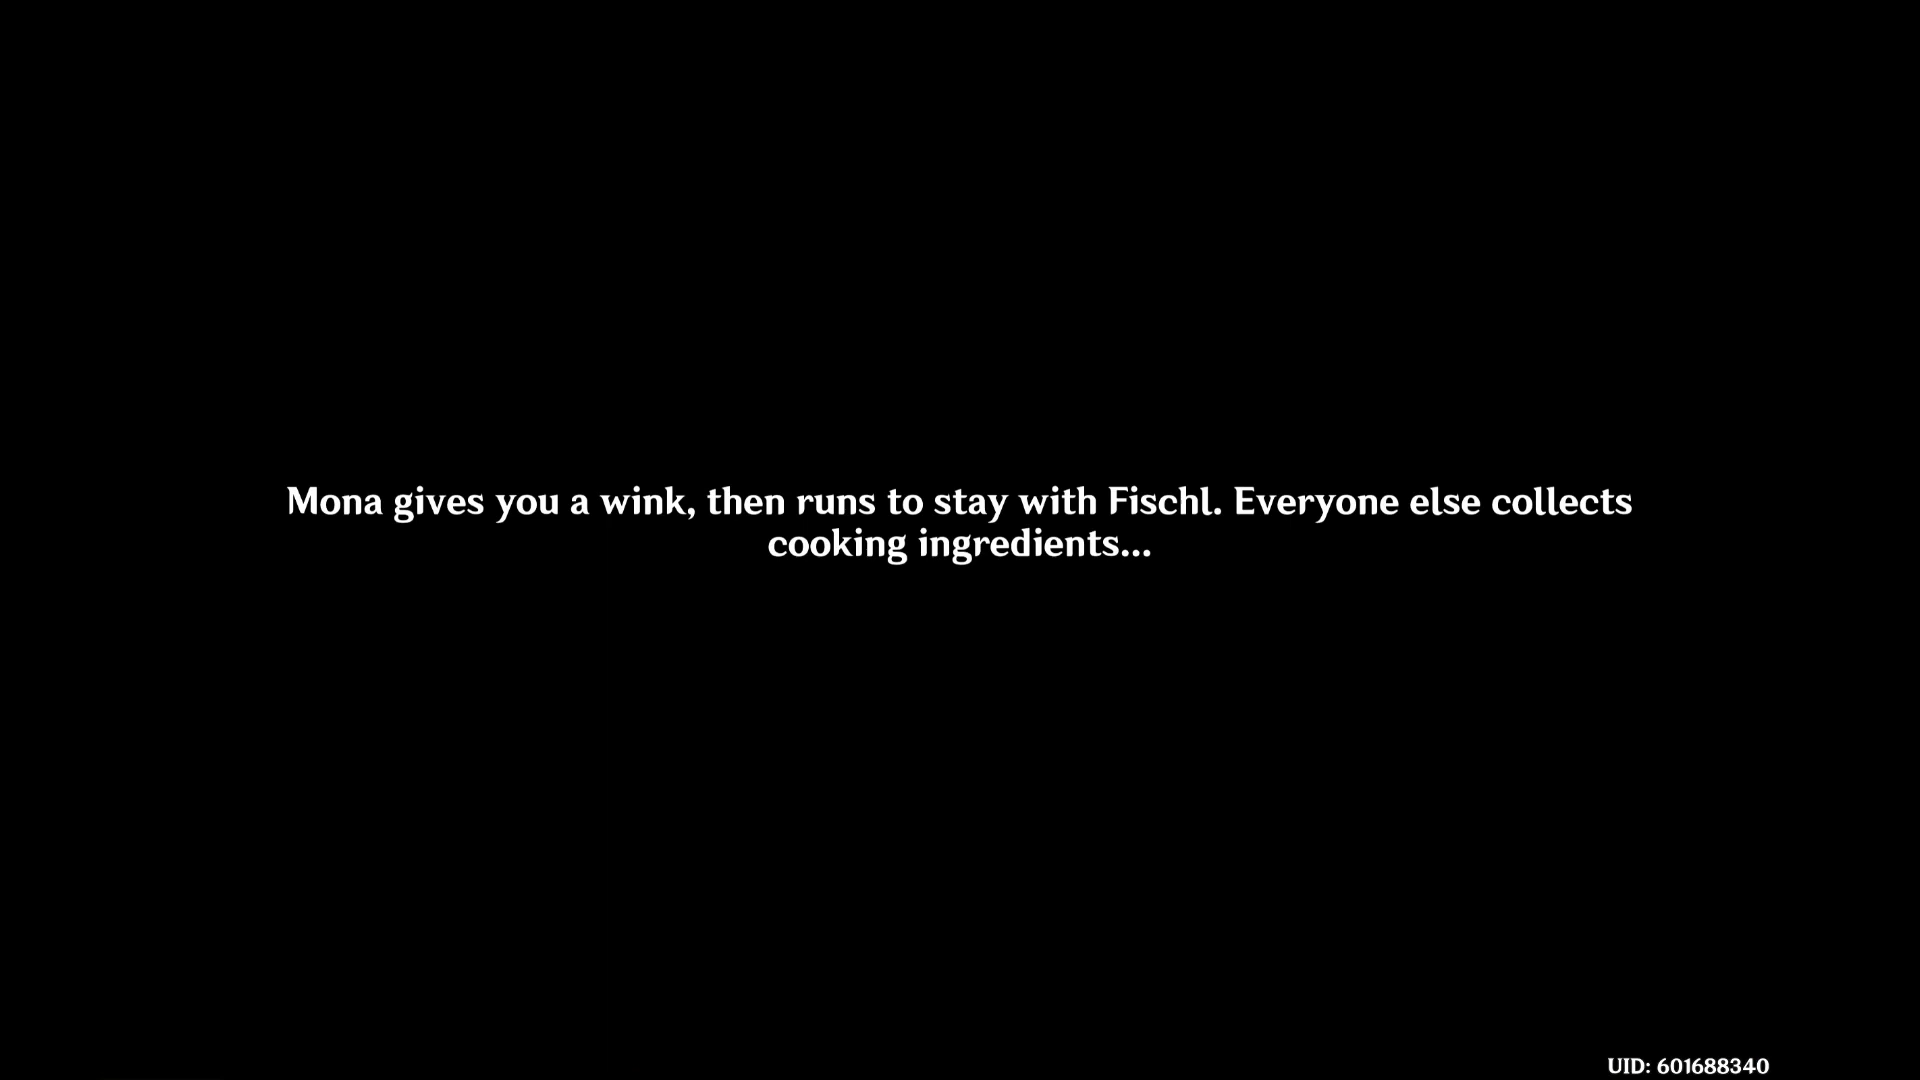 Mona gives you a wink, then runs to stay with Fischl. Everyone else collects
cooking ingredients...
UID: 601688340